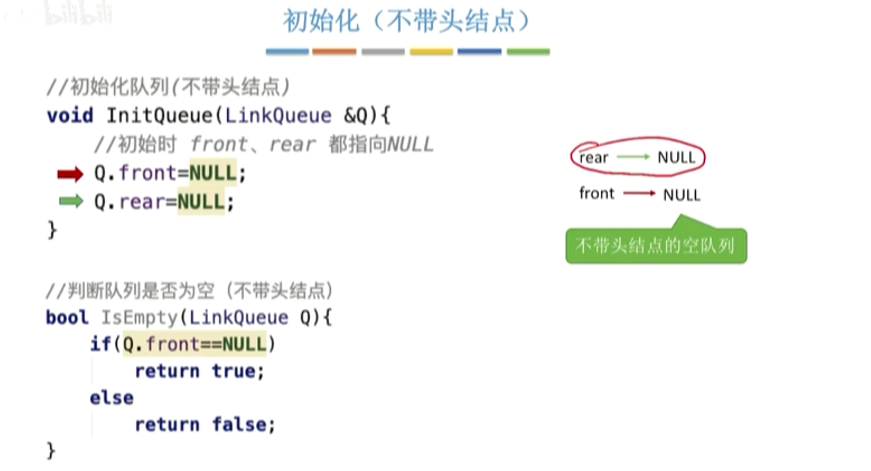 bilibili
初始化（不带头结点）
//初始化队列(不带头结点)
void InitQueue(LinkQueue &Q){
//初始时 front、rear 都指向NULL
Q.front=NULL;
Q.rear=NULL;
}
//判断队列是否为空（不带头结点）
bool IsEmpty(LinkQueue Q){
if(Q.front==NULL)
return true;
else
return false;
}
rear NULL
front NULL
不带头结点的空队列